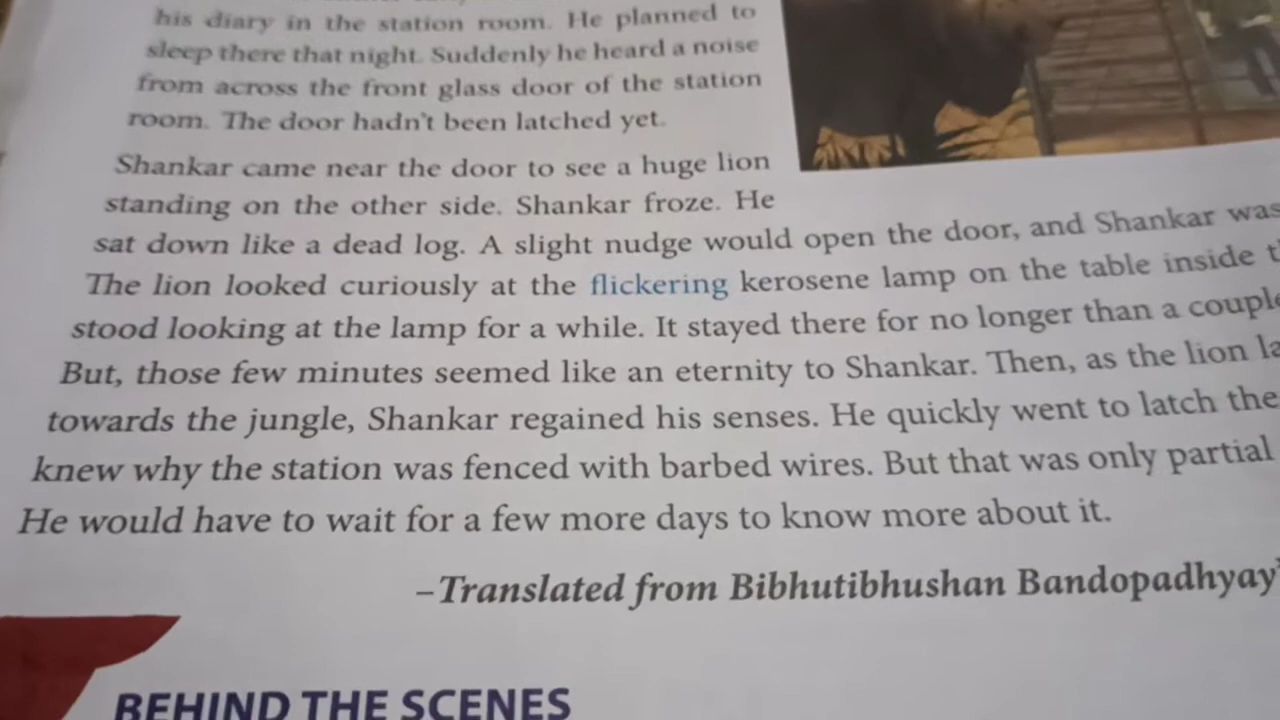 his diary in the station room. He planned to
sleep there that night. Suddenly he heard a noise
from across the front glass door of the station
room. The door hadn't been latched yet.
Shankar came near the door to see a huge lion
standing on the other side. Shankar froze. He
sat down like a dead log. A slight nudge would open the door, and Shankar was
The lion looked curiously at the flickering kerosene lamp on the table inside
stood looking at the lamp for a while. It stayed there for no longer than a
But, those few minutes seemed like an eternity to Shankar. Then, as the lion
towards the jungle, Shankar regained his senses. He quickly went to latch the
knew why the station was fenced with barbed wires. But that was only partial
He would have to wait for a few more days to know more about it.
–Translated from Bibhutibhushan Bandopadhyay
BEHIND THE SCENES